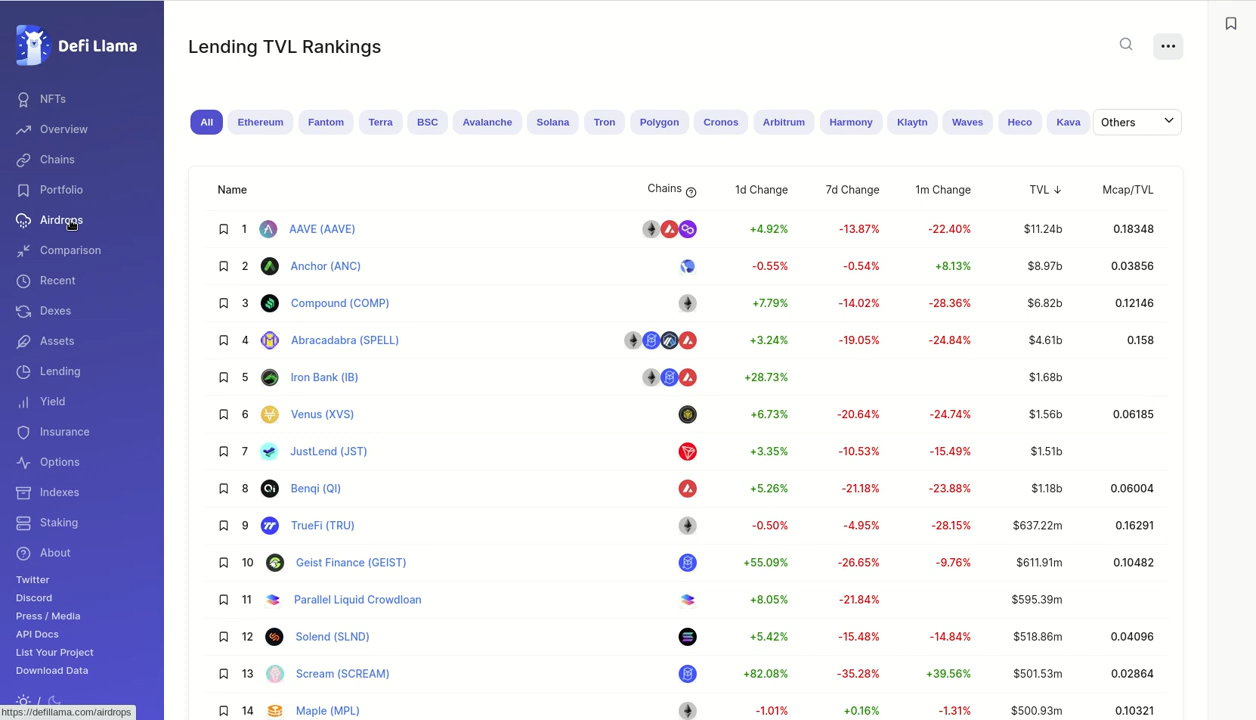 Defi Llama
NFTs
Overview
Chains
Portfolio
Airdrops
Comparison
Recent
Dexes
Assets
Lending
Yield
Insurance
Options
Indexes
Staking
About
Twitter
Discord
Press / Media
API Docs
List Your Project
Download Data
/
https://defillama.com/airdrops
Lending TVL Rankings
All Ethereum Fantom Terra BSC Avalanche Solana Tron Polygon Cronos Arbitrum Harmony Klaytn Waves Heco Kava Others
Name Chains 1d Change 7d Change 1m Change TVL ↓ Mcap/TVL
1 AAVE (AAVE) +4.92% -13.87% -22.40% $11.24b 0.18348
2 Anchor (ANC) -0.55% -0.54% +8.13% $8.97b 0.03856
3 Compound (COMP) +7.79% -14.02% -28.36% $6.82b 0.12146
4 Abracadabra (SPELL) +3.24% -19.05% -24.84% $4.61b 0.158
5 Iron Bank (IB) +28.73% $1.68b
6 Venus (XVS) +6.73% -20.64% -24.74% $1.56b 0.06185
7 JustLend (JST) +3.35% -10.53% -15.49% $1.51b
8 Benqi (QI) +5.26% -21.18% -23.88% $1.18b 0.06004
9 TrueFi (TRU) -0.50% -4.95% -28.15% $637.22m 0.16291
10 Geist Finance (GEIST) +55.09% -26.65% -9.76% $611.91m 0.10482
11 Parallel Liquid Crowdloan +8.05% -21.84% $595.39m
12 Solend (SLND) +5.42% -15.48% -14.84% $518.86m 0.04096
13 Scream (SCREAM) +82.08% -35.28% +39.56% $501.53m 0.02864
14 Maple (MPL) -1.01% +0.16% -1.31% $500.93m 0.10321